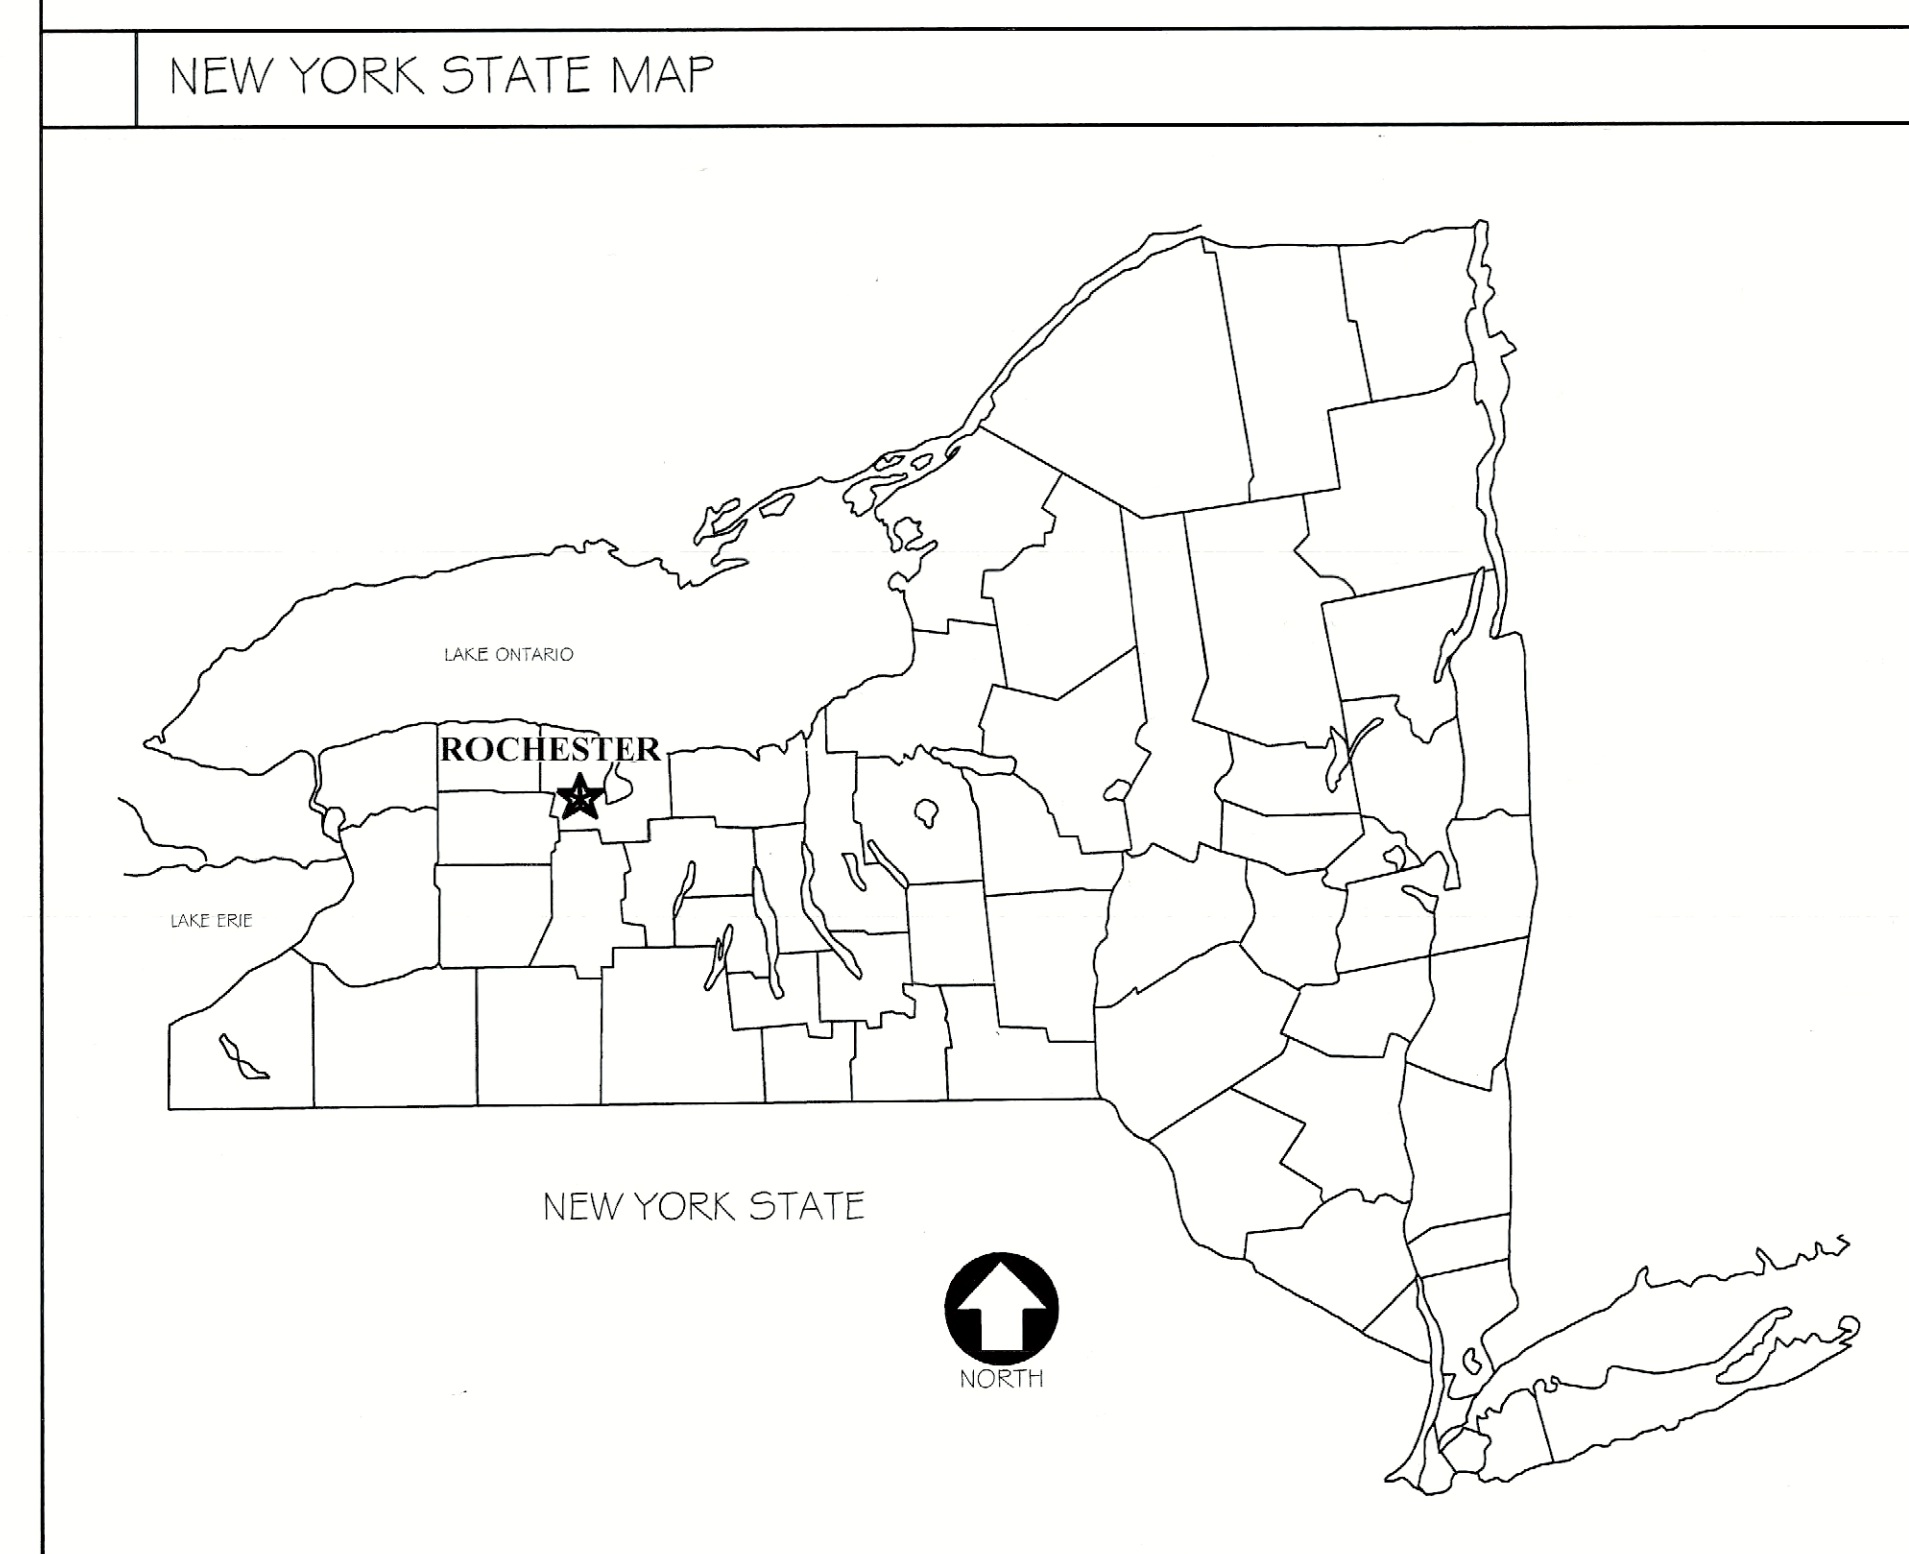 NEW YORK STATE MAP
LAKE ONTARIO
ROCHESTER
LAKE ERIE
NEW YORK STATE
NORTH